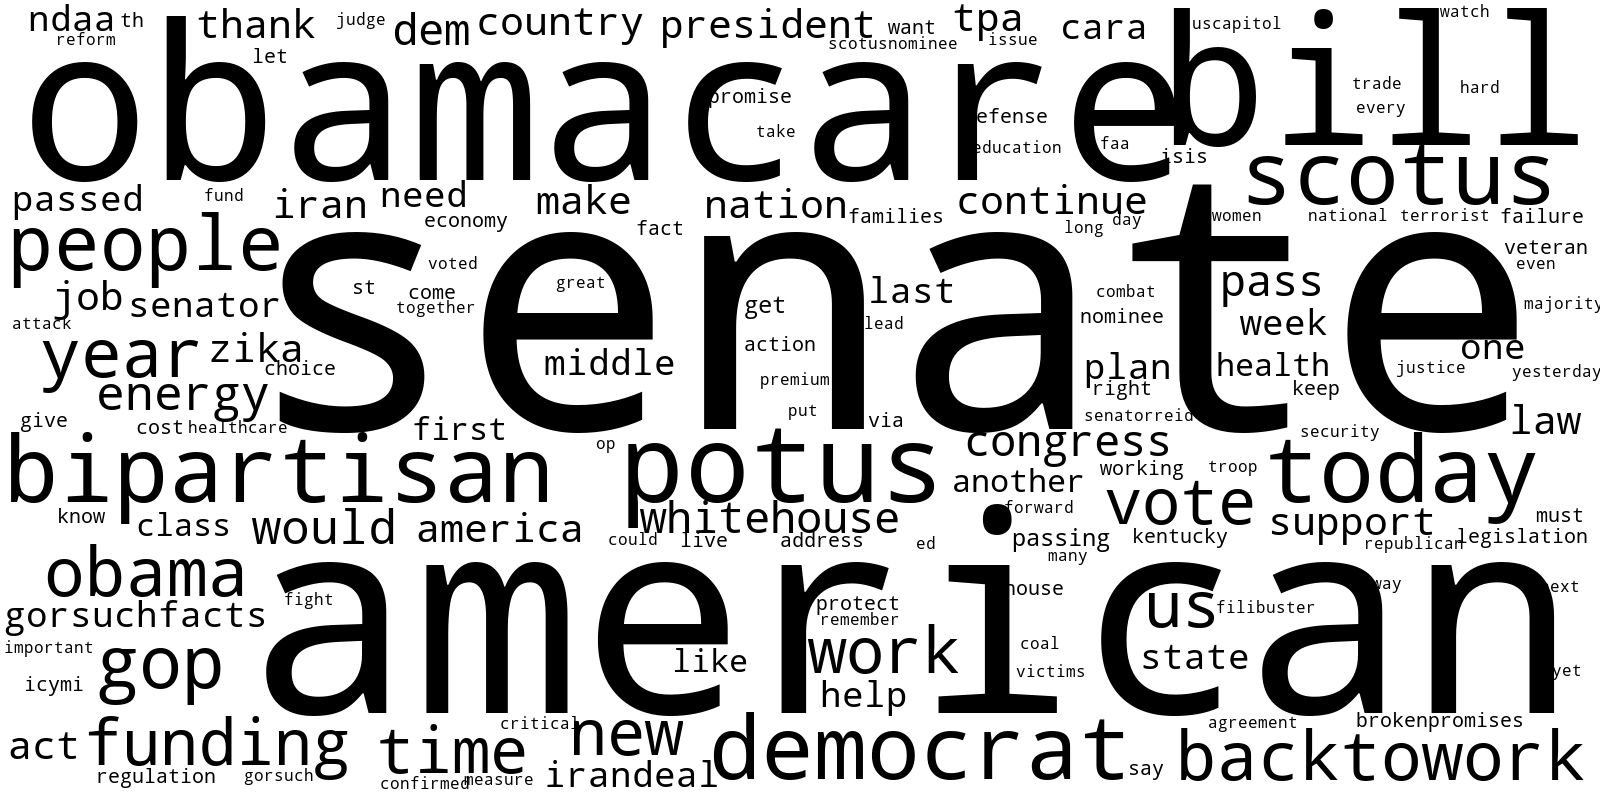 ndaa th thank judge dem country president want tpa cara uscapitol watch
reform let scotusnominee issue
obamacare bill
promise take defense education faa isis trade every hard
scotus
passed fund iran need make nation families continue
economy fact long day women national terrorist failure
people senate veteran even
voted st come together great get last combat pass majority
job senator nominee week
attack lead
year zika choice middle action plan health one
energy premium right keep justice yesterday
give cost healthcare first put via senatorreid security law
op
bipartisan potus congress today
another working troop vote
know class would america whitehouse forward support must
could live address ed passing kentucky republican legislation
many
obama american
fight protect house us way next
gorsuchfacts remember filibuster
important gop like work coal state
icymi help victims yet
act funding time critical new democrat agreement brokenpromises
backtowork
regulation gorsuch confirmed measure irandeal say